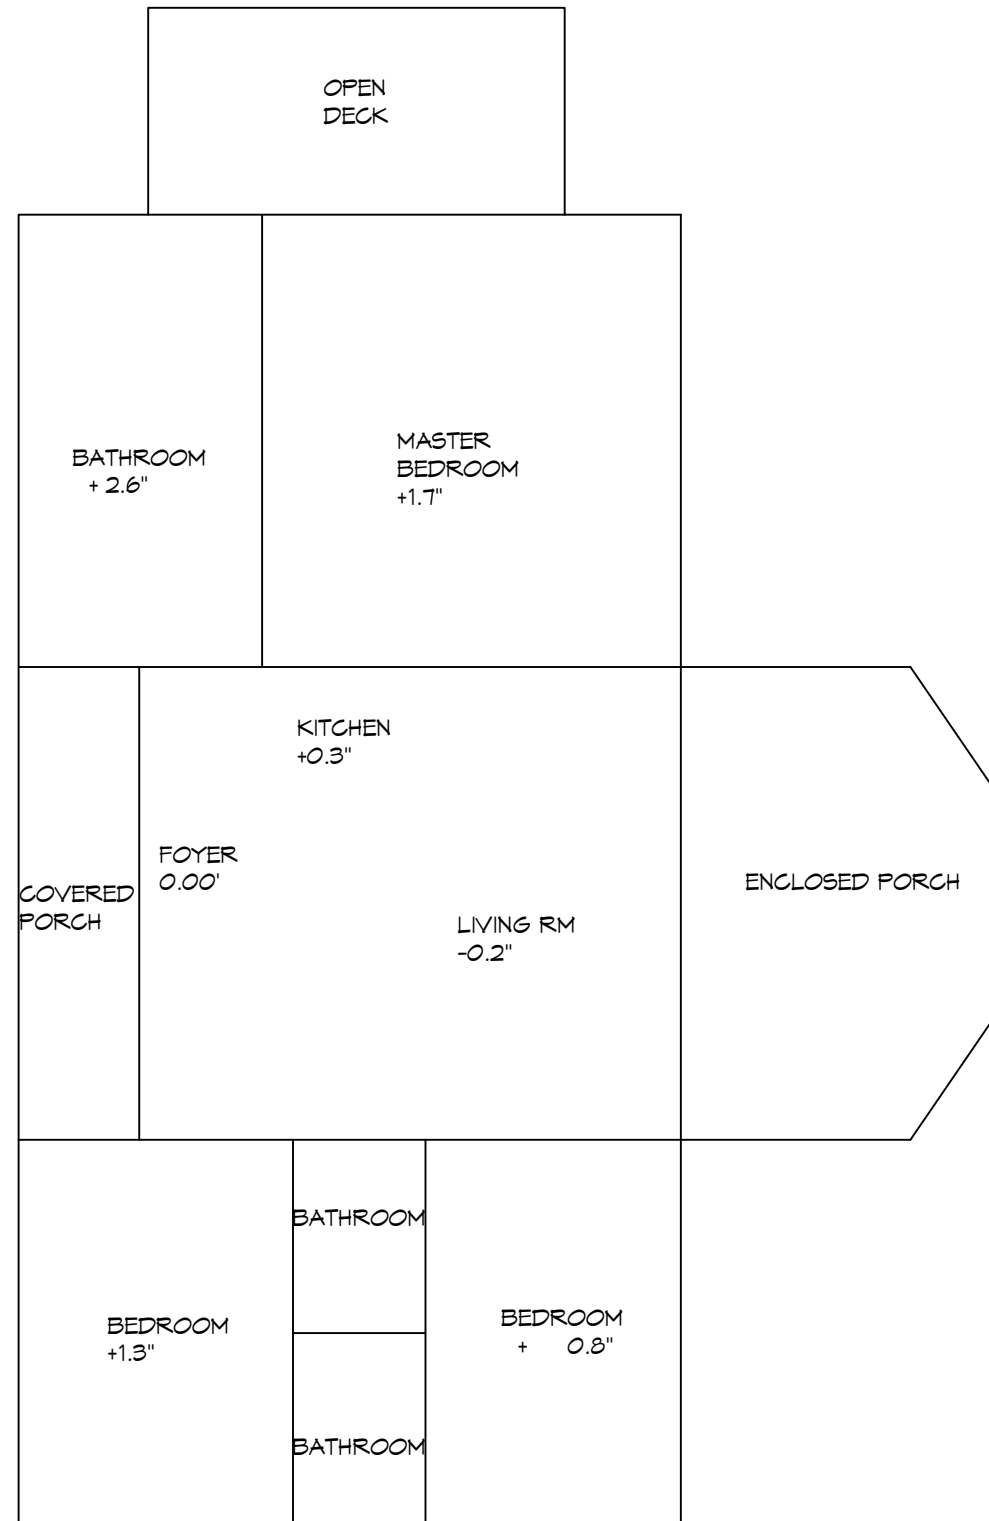 OPEN
DECK
BATHROOM
+ 2.6"
MASTER
BEDROOM
+1.7"
KITCHEN
+0.3"
FOYER
0.00'
COVERED
PORCH
LIVING RM
-0.2"
ENCLOSED PORCH
BATHROOM
BEDROOM
+1.3"
BEDROOM
+ 0.8"
BATHROOM